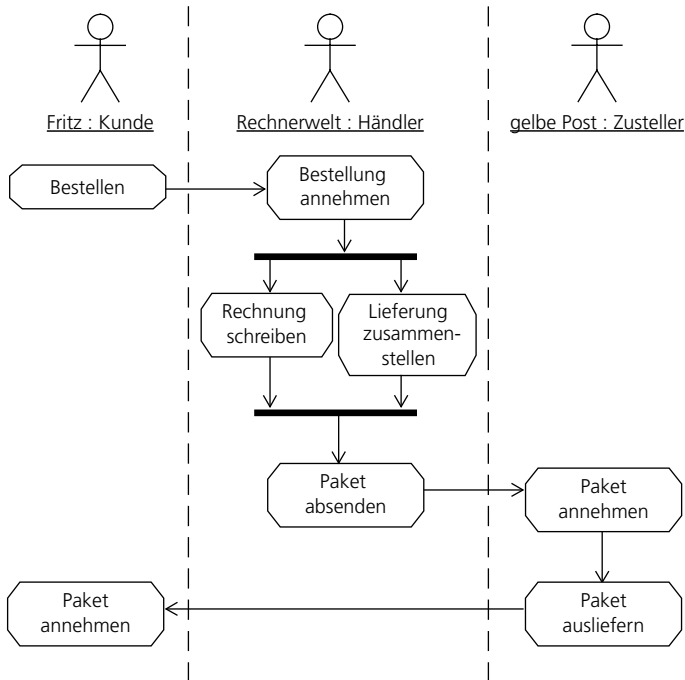 Fritz : Kunde
Rechnerwelt : Händler
gelbe Post : Zusteller
Bestellen
Bestellung
annehmen
Rechnung
schreiben
Lieferung
zusammen-
stellen
Paket
absenden
Paket
annehmen
Paket
annehmen
Paket
ausliefern